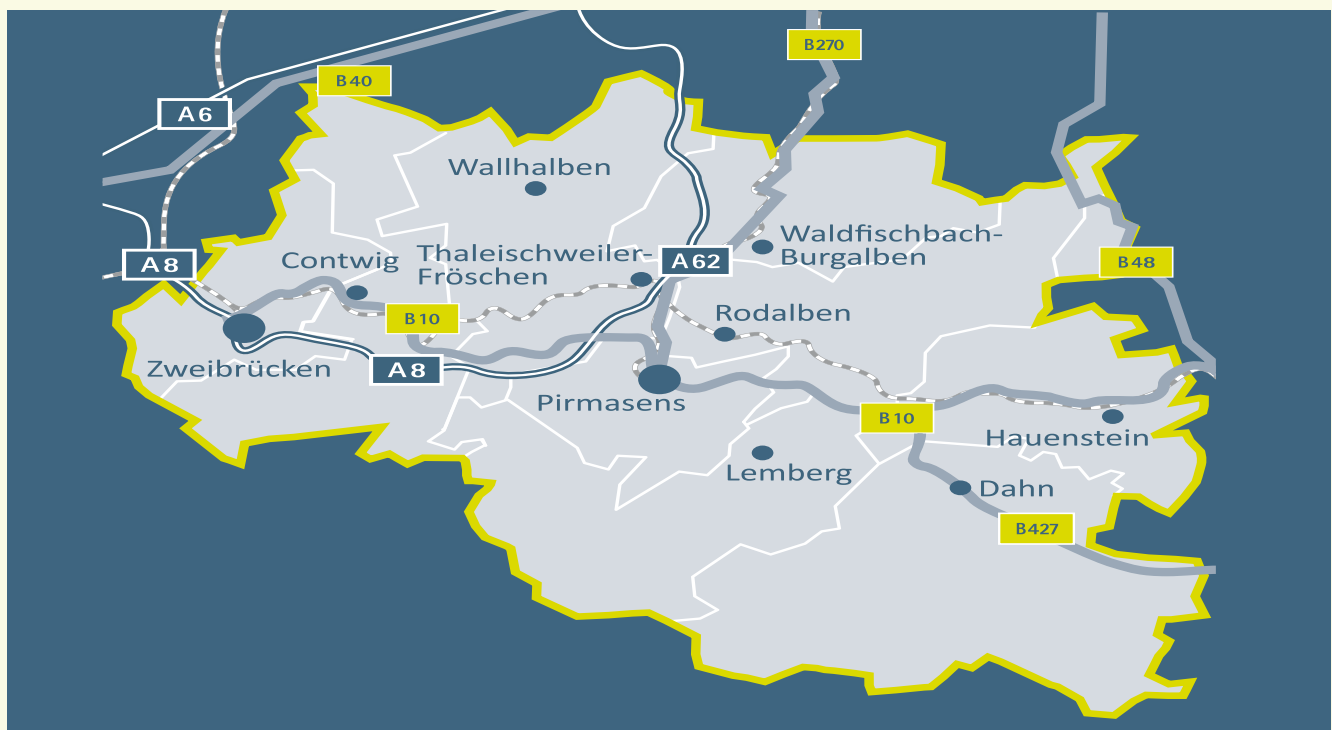 B270
B40
A6
Wallhalben
Waldfischbach-
Burgalben
Thaleischweiler-
Fröschen
A62
Contwig
A8
B48
Rodalben
B10
Zweibrücken
A8
Pirmasens
B10
Hauenstein
Lemberg
Dahn
B427